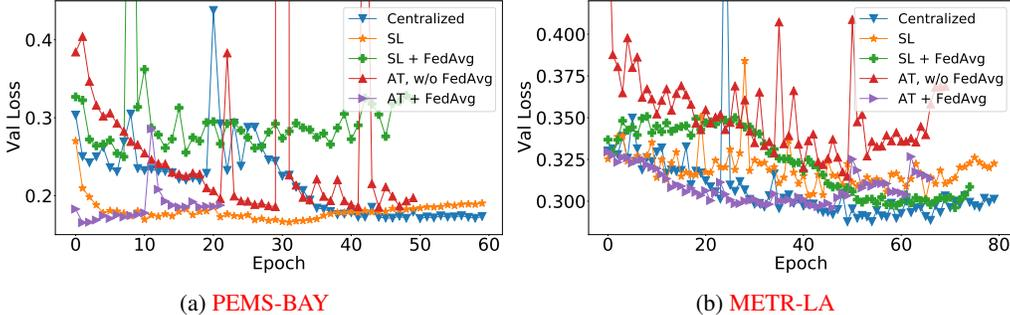 Val Loss
0.4
0.3
0.2
0
10
20
30
40
50
60
Epoch
Centralized
SL
SL + FedAvg
AT, w/o FedAvg
AT + FedAvg
(a) PEMS-BAY
Val Loss
0.400
0.375
0.350
0.325
0.300
0
20
40
60
80
Epoch
Centralized
SL
SL + FedAvg
AT, w/o FedAvg
AT + FedAvg
(b) METR-LA